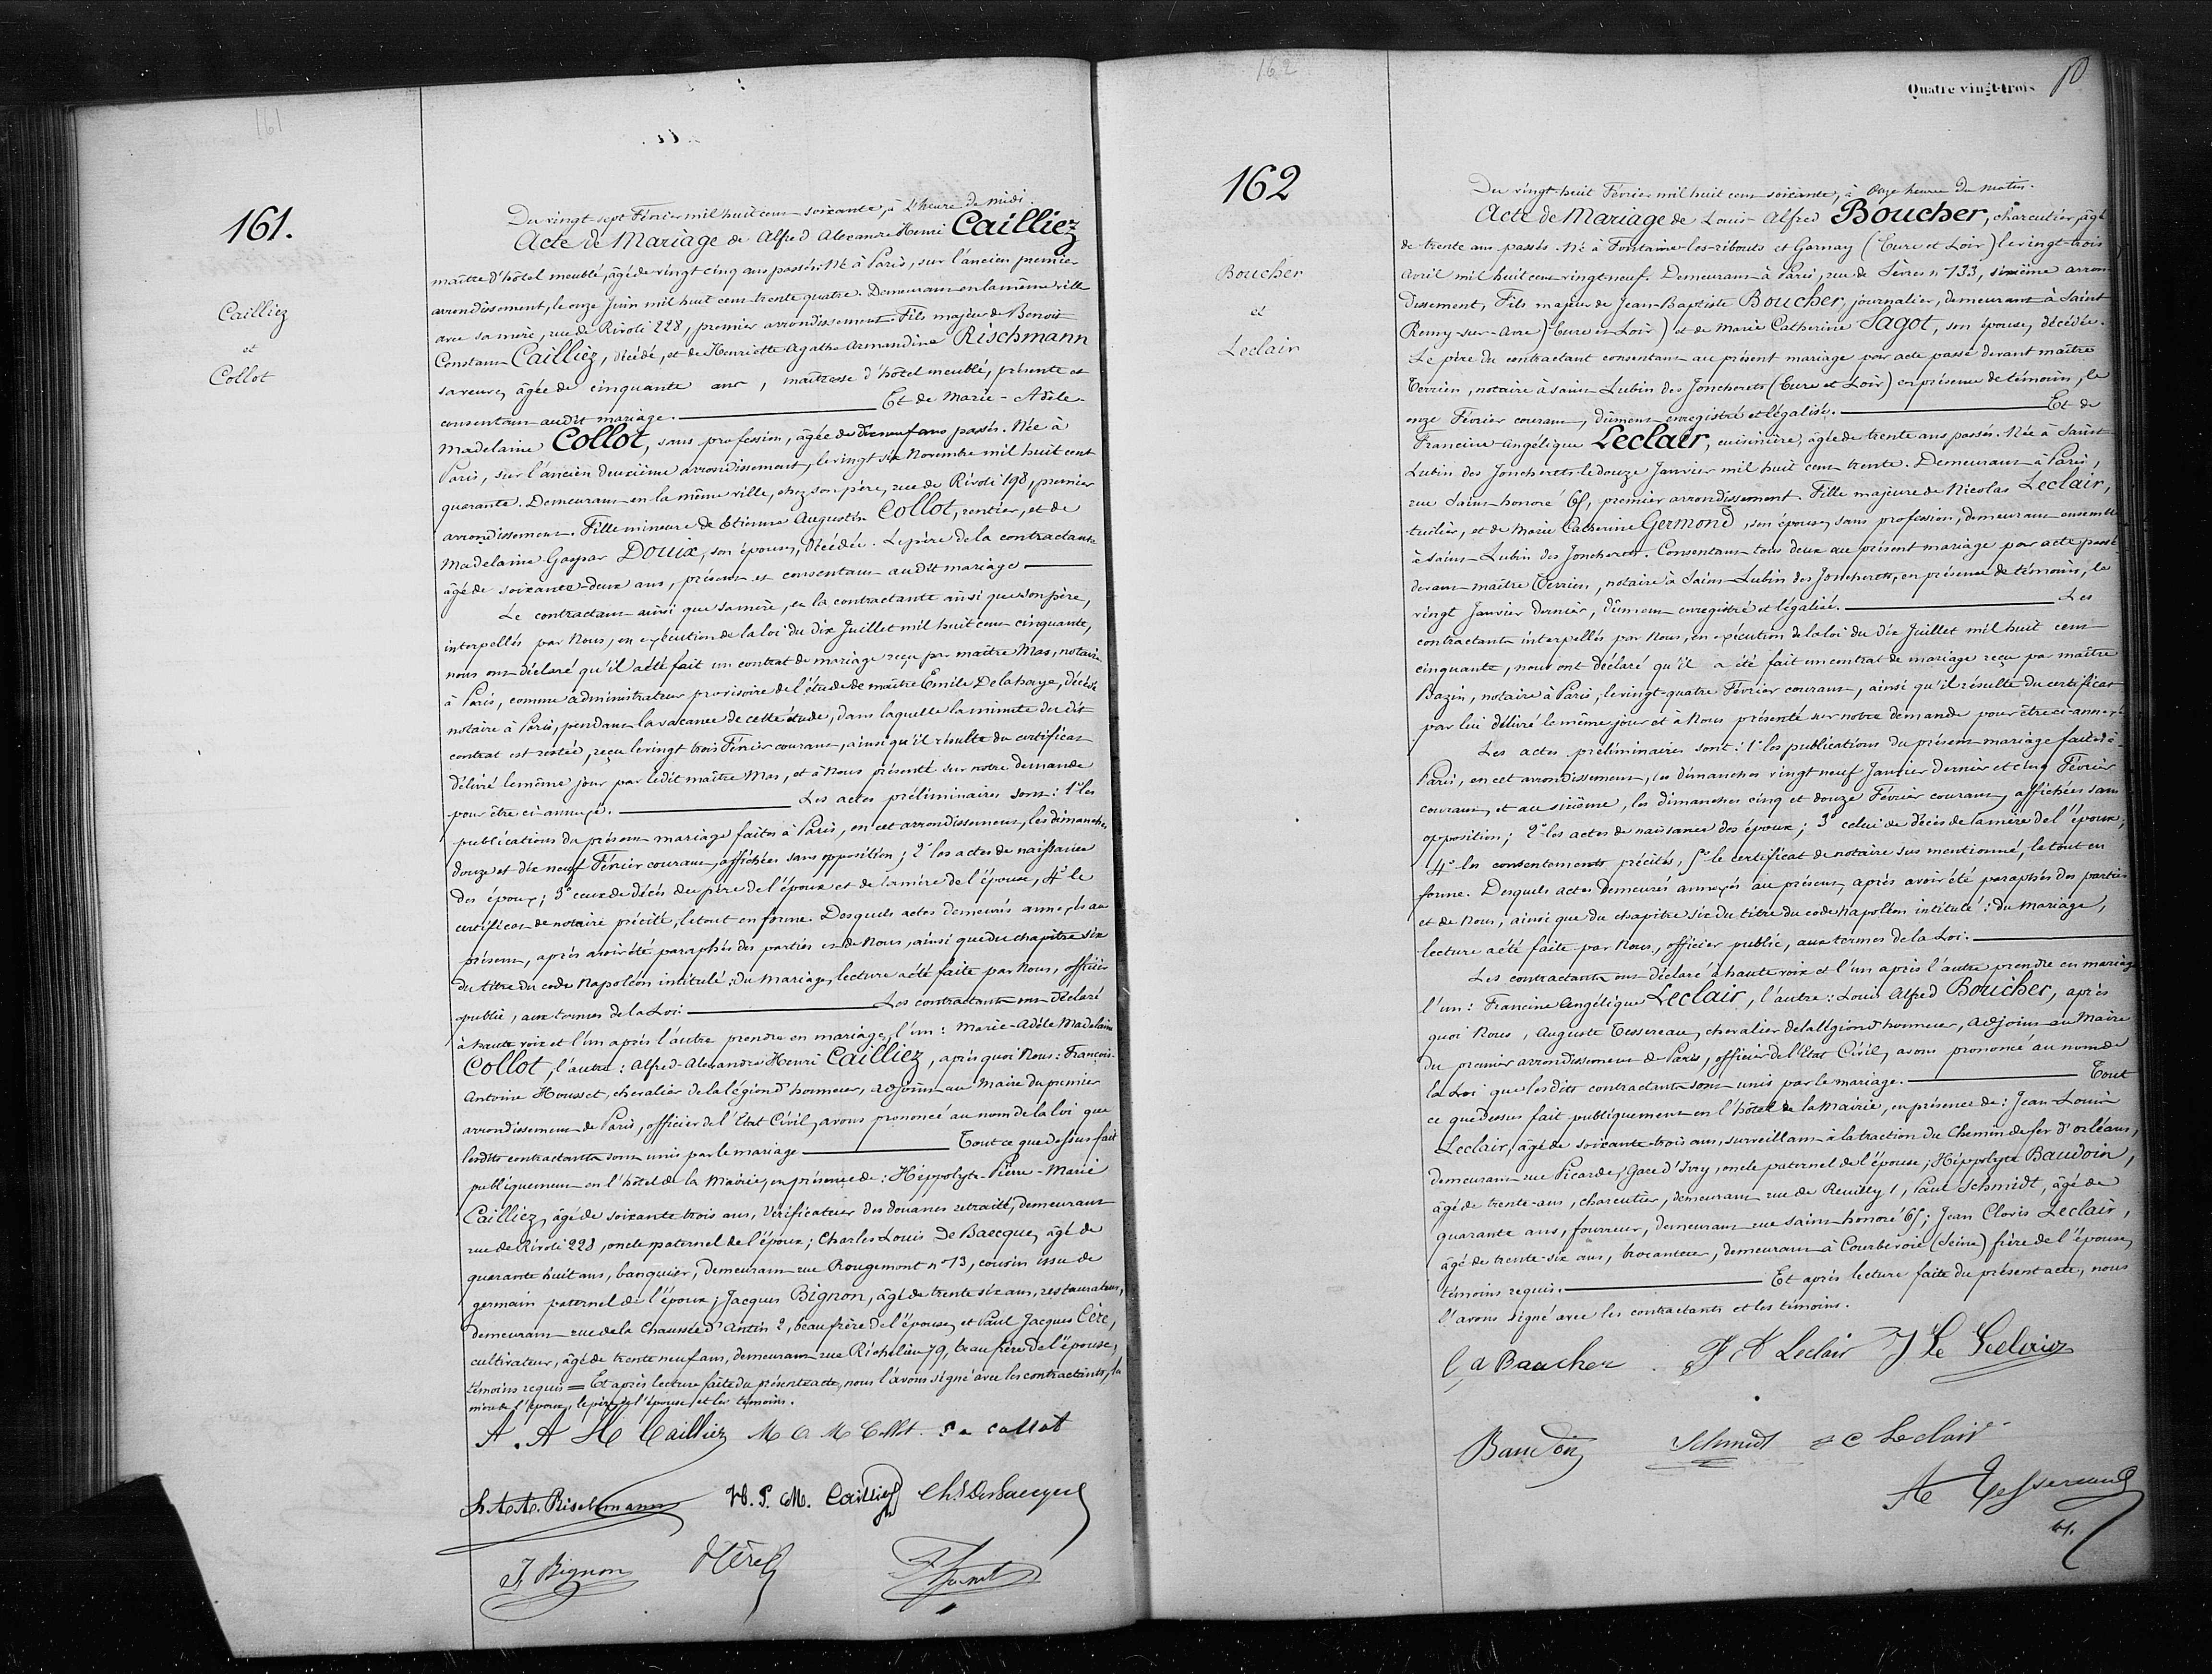 161
161.
Cailliez
et
Collot
Du vingt sept Février mil huit cent soixante, à l'heure de midi.
Acte de Mariage de Alfred Alexandre Henri Cailliez
maître d'hôtel meublé, âgé de vingt cinq ans passés. Né à Paris, sur l'ancien premier
arrondissement, le onze Juin mil huit cent trente quatre. Demeurant en la même ville
avec sa mère, rue de Rivoli 228, premier arrondissement. Fils majeur de Benoit
Constant Cailliez, décédé, et de Henriette Agathe Armandine Rischmann
sa veuve, âgée de cinquante ans, maîtresse d'hôtel meublé, présente et
consentant audit mariage. Et de Marie-Adèle-
Madelaine Collot, sans profession, âgée de dix neuf ans passés. Née à
Paris, sur l'ancien deuxième arrondissement, le vingt six Novembre mil huit cent
quarante. Demeurant en la même ville, chez son père, rue de Rivoli 198, premier
arrondissement. Fille mineure de Etienne Augustin Collot, rentier, et de
Madelaine Gaspar Douix, son épouse, décédée. Le père de la contractante
âgé de soixante-deux ans, présent et consentant audit mariage
Le contractant ainsi que sa mère, et la contractante ainsi que son père,
interpellés par Nous, en exécution de la loi du dix Juillet mil huit cent cinquante,
nous ont déclaré qu'il a été fait un contrat de mariage reçu par maître Mas, notaire
à Paris, comme administrateur provisoire de l'étude de maître Emile Delahaye, décédé
notaire à Paris, pendant la vacance de cette étude, dans laquelle la minute du dit
contrat est restée, reçu le vingt trois Février courant, ainsi qu'il résulte du certificat
délivré le même jour par ledit maître Mas, et à Nous présenté sur notre demande
pour être ci-annexé. Les actes préliminaires sont: 1º les
publications du présent mariage faites à Paris, en cet arrondissement, les dimanches
douze et dix neuf Février courant, affichées sans opposition; 2º les actes de naissance
des époux; 3º ceux de décès du père de l'époux et de la mère de l'épouse, 4º le
certificat de notaire précité, le tout en forme. Desquels actes demeurés annexés au
présent, après avoir été paraphés des parties et de Nous, ainsi que du chapitre six
du titre du code Napoléon intitulé: du Mariage, lecture a été faite par Nous, officier
public, aux termes de la Loi. Les contractants ont déclaré
à haute voix et l'un après l'autre prendre en mariage, l'un: Marie-Adèle Madelaine
Collot, l'autre: Alfred-Alexandre Henri Cailliez, après quoi Nous: François-
Antoine Housset, chevalier de la légion d'honneur, adjoint au Maire du premier
arrondissement de Paris, officier de l'Etat Civil, avons prononcé au nom de la loi que
lesdits contractants sont unis par le mariage Tout ce que dessus fait
publiquement en l'hôtel de la Mairie, en présence de: Hippolyte-Pierre-Marie
Cailliez, âgé de soixante trois ans, vérificateur des douanes retraité, demeurant
rue de Rivoli 228, oncle paternel de l'époux; Charles Louis De Baecque, âgé de
quarante huit ans, banquier, demeurant rue Rougemont nº 13, cousin issu de
germain paternel de l'époux; Jacques Bignon, âgé de trente six ans, restaurateur,
demeurant rue de la Chaussée d'Antin 2, beau frère de l'épouse, et Paul Jacques Cère,
cultivateur, âgé de trente neuf ans, demeurant rue Richelieu 79, beau frère de l'épouse,
témoins requis = Et après lecture faite du présent acte, nous l'avons signé avec les contractants, la
mère de l'époux, le père de l'épouse et les témoins.
A. A H Cailliez M A M Collot E A Collot
h. A. A. Rischmann H. P. M. Cailliez Ch. DeBaecque
J. Bignon
162
Quatre vingt-trois
162
Boucher
et
Leclair
Du vingt-huit Février mil huit cent soixante, à onze heures du matin.
Acte de Mariage de Louis-Alfred Boucher, charcutier, âgé
de trente ans passés. Né à Fontaine-les-ribouts et Garnay (Eure et Loir) le vingt-trois
Avril mil huit cent vingt neuf. Demeurant à Paris, rue de Sèvres nº 133, sixième arron-
dissement, Fils majeur de Jean-Baptiste Boucher, journalier, demeurant à Saint
Remy-sur-Avre (Eure et Loir) et de Marie Catherine Sagot, son épouse, décédée.
Le père du contractant consentant au présent mariage par acte passé devant maître
Terrien, notaire à Saint Lubin des Joncherets (Eure et Loir) en présence de témoins, le
onze Février courant, dûment enregistré et légalisé. Et de
Francine Angélique Leclair, cuisinière, âgée de trente ans passés. Née à Saint
Lubin des Joncherets le douze Janvier mil huit cent trente. Demeurant à Paris,
rue Saint-honoré 65, premier arrondissement. Fille majeure de Nicolas Leclair,
tuilier, et de Marie Catherine Germond, son épouse, sans profession, demeurant ensemble
à Saint-Lubin des Joncherets. Consentant tous deux au présent mariage par acte passé
devant maître Terrien, notaire à Saint-Lubin des Joncherets, en présence de témoins, le
vingt Janvier dernier, dûment enregistré et légalisé. Les
contractants interpellés par Nous, en exécution de la loi du dix Juillet mil huit cent
cinquante, nous ont déclaré qu'il a été fait un contrat de mariage reçu par maître
Bazin, notaire à Paris, le vingt-quatre Février courant, ainsi qu'il résulte du certificat
par lui délivré le même jour et à Nous présenté sur notre demande pour être ci-annexé
Les actes préliminaires sont: 1º les publications du présent mariage faites à
Paris, en cet arrondissement, les dimanches vingt neuf Janvier dernier et cinq Février
courant, et au sixième, les dimanches cinq et douze Février courant, affichées sans
opposition; 2º les actes de naissance des époux; 3º celui de décès de la mère de l'époux;
4º les consentements précités, 5º le certificat de notaire sus mentionné, le tout en
forme. Desquels actes demeurés annexés au présent, après avoir été paraphés des parties
et de Nous, ainsi que du chapitre six du titre du code Napoléon intitulé: du Mariage,
lecture a été faite par Nous, officier public, aux termes de la Loi.
Les contractants ont déclaré à haute voix et l'un après l'autre prendre en mariage
l'un: Francine Angélique Leclair, l'autre: Louis Alfred Boucher, après
quoi Nous, Auguste Tessereau, chevalier de la légion d'honneur, adjoint au Maire
du premier arrondissement de Paris, officier de l'Etat Civil, avons prononcé au nom de
la Loi que lesdits contractants sont unis par le mariage. Tout
ce que dessus fait publiquement en l'hôtel de la Mairie, en présence de: Jean-Louis
Leclair, âgé de soixante-trois ans, surveillant à la traction du Chemin de fer d'orléans,
demeurant rue Picarde, gare d'Ivry, oncle paternel de l'épouse; Hippolyte Baudoin,
âgé de trente-ans, charcutier, demeurant rue de Reuilly 1, Paul Schmidt, âgé de
quarante ans, fourreur, demeurant rue saint-honoré 65; Jean Clovis Leclair,
âgé de trente-six ans, brocanteur, demeurant à Courbevoie (Seine) frère de l'épouse,
témoins requis. Et après lecture faite du présent acte, nous
l'avons signé avec les contractants et les témoins.
L A Boucher F A Leclair J L Leclair
Baudoin Schmidt J C Leclair
A Tessereau